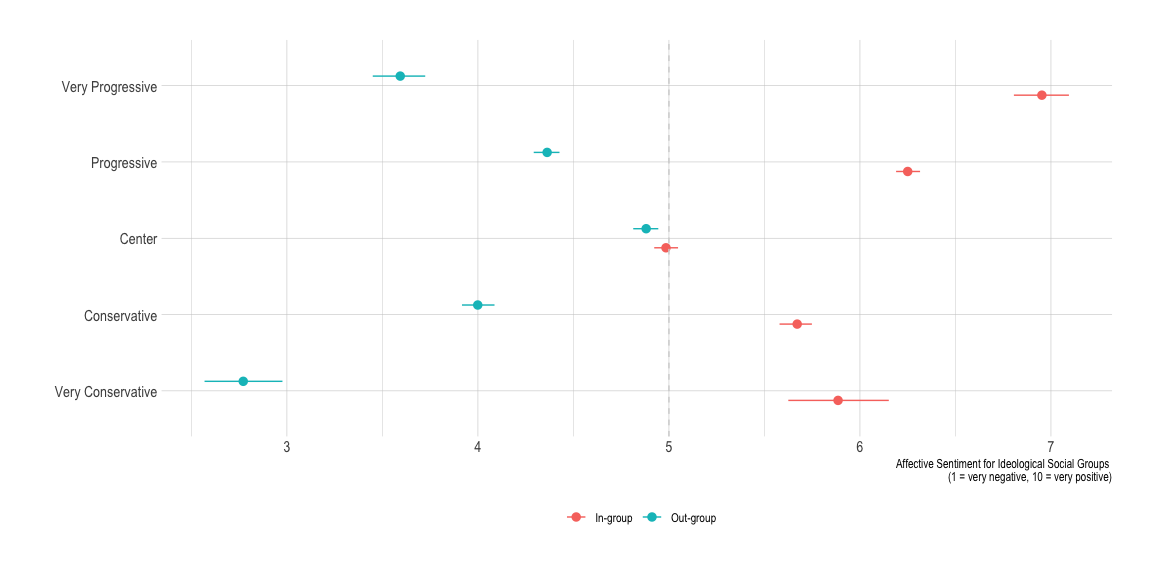 Very Progressive
Progressive
Center
Conservative
Very Conservative
3 4 5 6 7
Affective Sentiment for Ideological Social Groups
(1 = very negative, 10 = very positive)
In-group Out-group